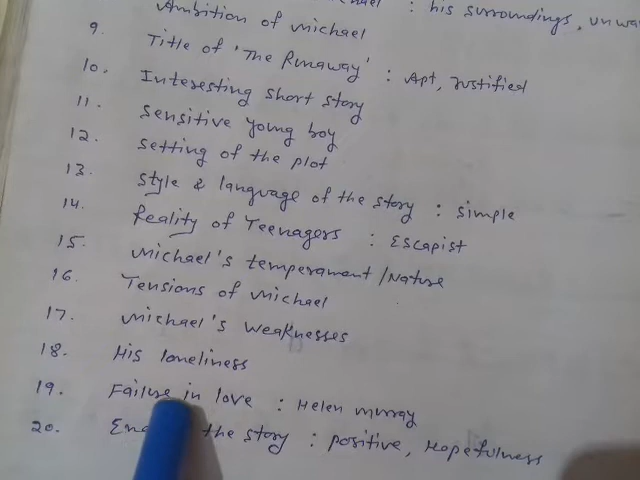 : his surroundings,
Ambition of Michael
9. Title of 'The Runaway' : Apt, Justified
10. Interesting short story
11. Sensitive young boy
12. Setting of the plot
13. Style & language of the story : simple
14. Reality of Teenagers : Escapist
15. Michael's temperament / Nature
16. Tensions of Michael
17. Michael's weaknesses
18. His loneliness
19. Failure in love : Helen Murray
20. the story : positive, Hopefulness